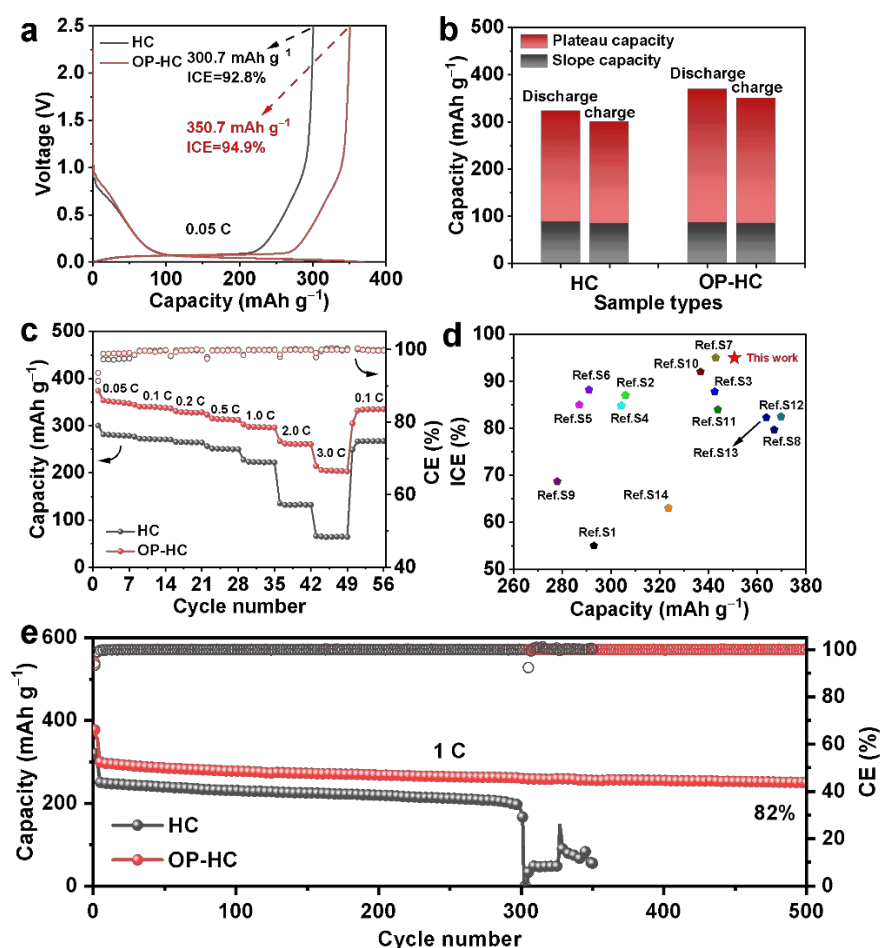 a
HC
OP-HC
300.7 mAh g⁻¹
ICE=92.8%
350.7 mAh g⁻¹
ICE=94.9%
0.05 C
Voltage (V)
2.5
2.0
1.5
1.0
0.5
0.0
0 100 200 300 400
Capacity (mAh g⁻¹)
b
Plateau capacity
Slope capacity
Discharge
charge
Discharge
charge
Capacity (mAh g⁻¹)
500
400
300
200
100
0
HC OP-HC
Sample types
c
0.05 C
0.1 C
0.2 C
0.5 C
1.0 C
2.0 C
3.0 C
0.1 C
HC
OP-HC
Capacity (mAh g⁻¹)
500
400
300
200
100
0
CE (%)
100
80
60
40
0 7 14 21 28 35 42 49 56
Cycle number
d
Ref.S7
This work
Ref.S10
Ref.S6
Ref.S2
Ref.S3
Ref.S5
Ref.S4
Ref.S11
Ref.S12
Ref.S13
Ref.S8
Ref.S9
Ref.S14
Ref.S1
ICE(%)
100
95
90
85
80
75
70
65
60
55
50
260 280 300 320 340 360 380
Capacity (mAh g⁻¹)
e
1 C
82%
HC
OP-HC
Capacity (mAh g⁻¹)
600
400
200
0
CE (%)
100
80
60
40
20
0
0 100 200 300 400 500
Cycle number